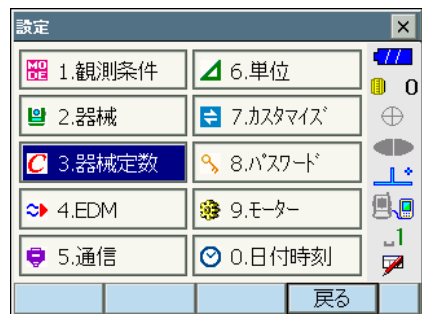 設定
MODE 1.観測条件
6.単位
2.器械
7.ｶｽﾀﾏｲｽﾞ
0
C 3.器械定数
8.ﾊﾟｽﾜｰﾄﾞ
4.EDM
9.ﾓｰﾀｰ
1
5.通信
0.日付時刻
戻る